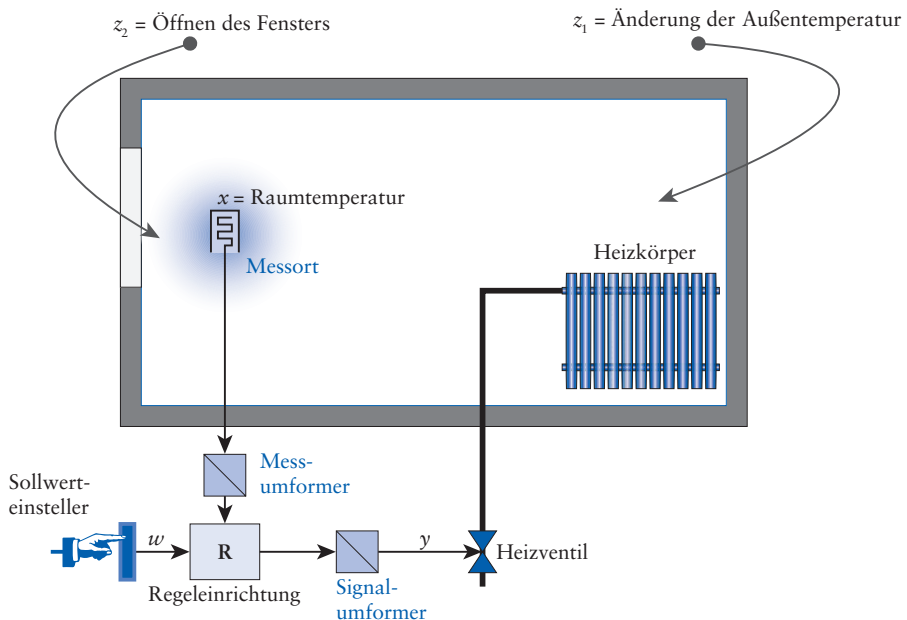 z₂ = Öffnen des Fensters
z₁ = Änderung der Außentemperatur
x = Raumtemperatur
Messort
Heizkörper
Mess-
umformer
Sollwert-
einsteller
w
R
y
Heizventil
Regeleinrichtung
Signal-
umformer